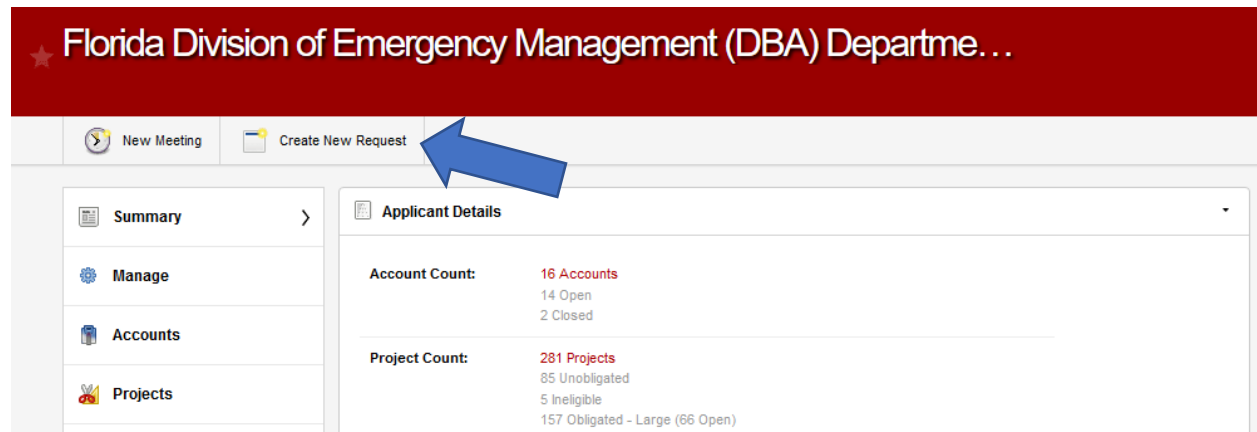 Florida Division of Emergency Management (DBA) Departme...
New Meeting
Create New Request
Summary
Manage
Accounts
Projects
Applicant Details
Account Count:
16 Accounts
14 Open
2 Closed
Project Count:
281 Projects
85 Unobligated
5 Ineligible
157 Obligated - Large (66 Open)